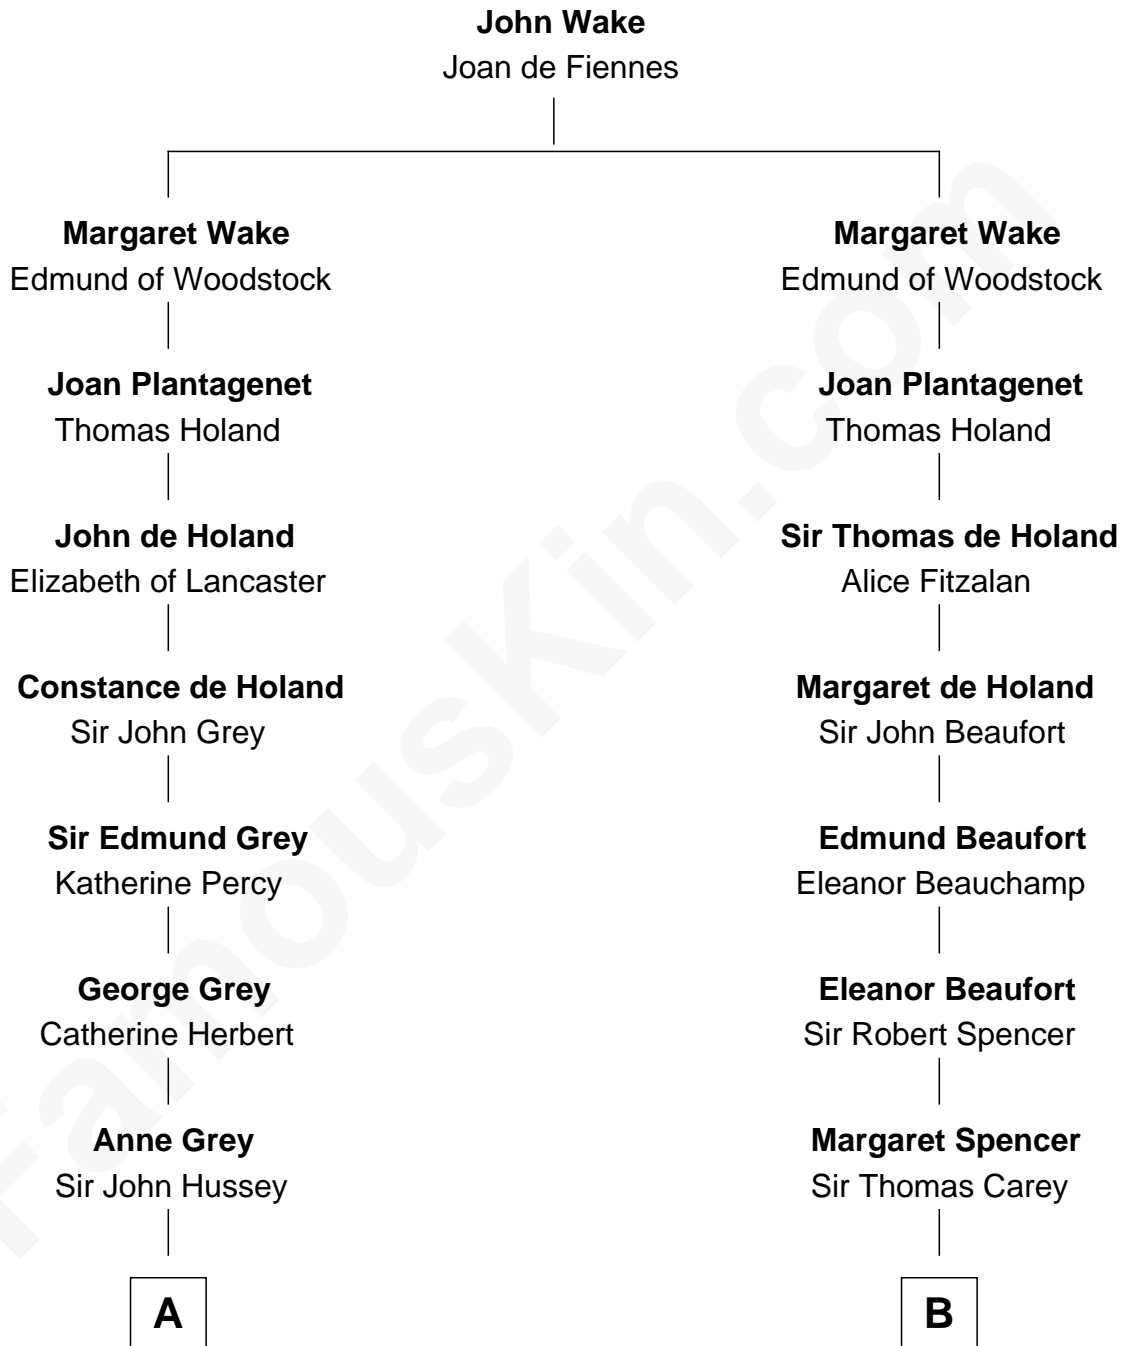 John Wake
Joan de Fiennes
Margaret Wake
Edmund of Woodstock
Margaret Wake
Edmund of Woodstock
Joan Plantagenet
Thomas Holand
Joan Plantagenet
Thomas Holand
John de Holand
Elizabeth of Lancaster
Sir Thomas de Holand
Alice Fitzalan
Constance de Holand
Sir John Grey
Margaret de Holand
Sir John Beaufort
Sir Edmund Grey
Katherine Percy
Edmund Beaufort
Eleanor Beauchamp
George Grey
Catherine Herbert
Eleanor Beaufort
Sir Robert Spencer
Anne Grey
Sir John Hussey
Margaret Spencer
Sir Thomas Carey
A
B
FamousKin.com